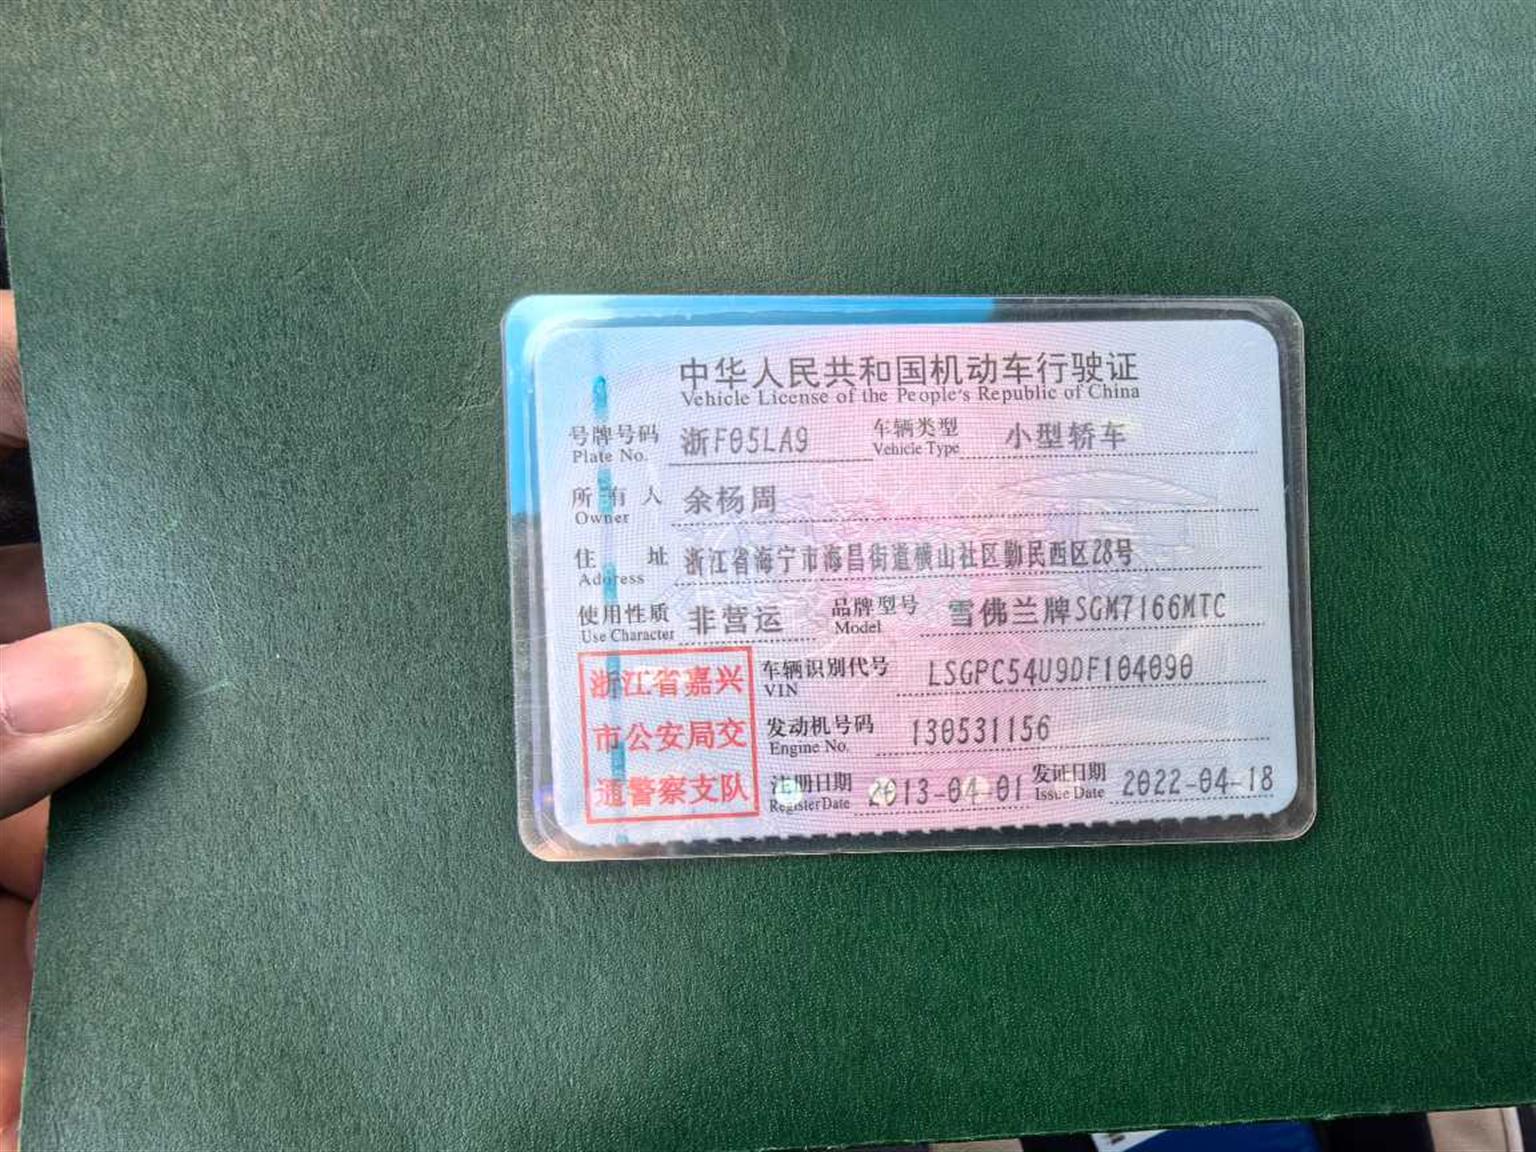 中华人民共和国机动车行驶证
Vehicle License of the People's Republic of China
号牌号码 浙F05LA9 车辆类型 小型轿车
Plate No. Vehicle Type
所有人 余杨周
Owner
住址 浙江省海宁市海昌街道横山社区勤民西区28号
Address
使用性质 非营运 品牌型号 雪佛兰牌SGM7166MTC
Use Character Model
浙江省嘉兴
市公安局交
通警察支队
车辆识别代号 LSGPC54U9DF104090
VIN
发动机号码 130531156
Engine No.
注册日期 2013-04-01 发证日期 2022-04-18
Register Date Issue Date